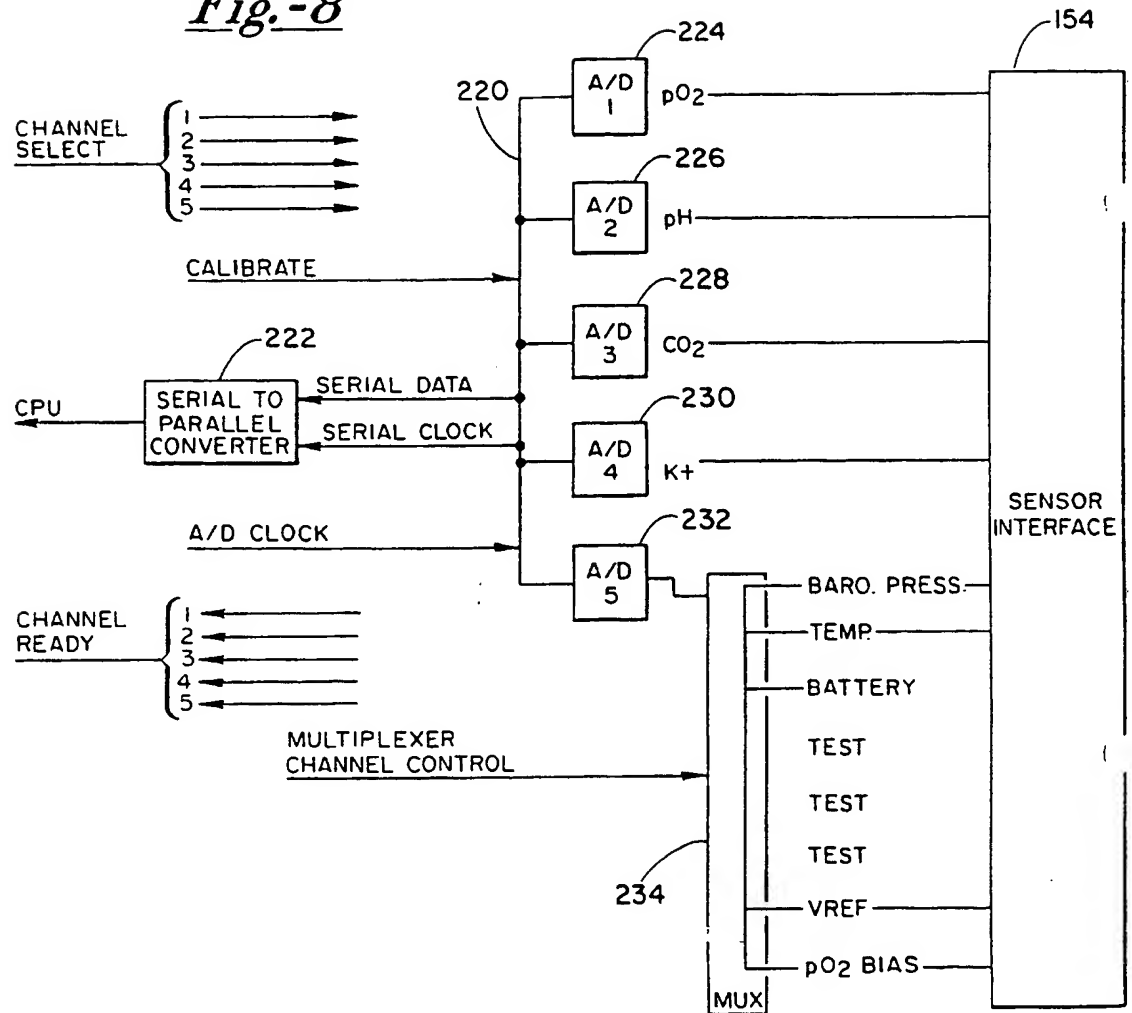 Fig.-8
224
154
220
A/D
1
pO2
CHANNEL
SELECT
1
2
3
4
5
226
A/D
2
pH
CALIBRATE
228
A/D
3
CO2
222
SERIAL TO
PARALLEL
CONVERTER
CPU
SERIAL DATA
SERIAL CLOCK
230
A/D
4
K+
SENSOR
INTERFACE
A/D CLOCK
232
A/D
5
CHANNEL
READY
1
2
3
4
5
BARO. PRESS.
TEMP.
BATTERY
MULTIPLEXER
CHANNEL CONTROL
TEST
TEST
TEST
234
VREF
pO2 BIAS
MUX